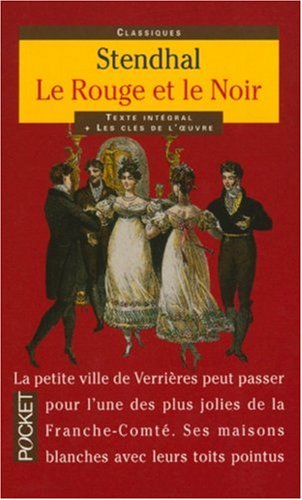 CLASSIQUES
Stendhal
Le Rouge et le Noir
TEXTE INTÉGRAL
+ LES CLÉS DE L'ŒUVRE
La petite ville de Verrières peut passer
pour l'une des plus jolies de la
Franche-Comté. Ses maisons
blanches avec leurs toits pointus
POCKET